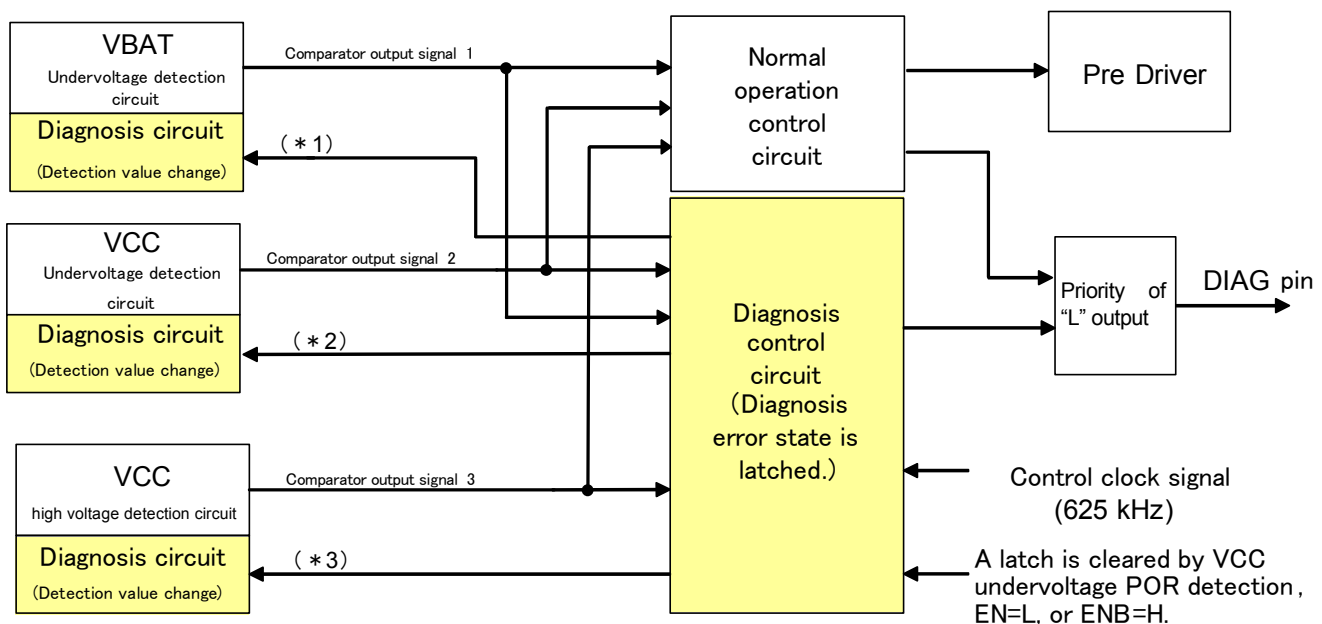 VBAT
Undervoltage detection
circuit
Diagnosis circuit
(Detection value change)
Comparator output signal 1
(＊1)
VCC
Undervoltage detection
circuit
Diagnosis circuit
(Detection value change)
Comparator output signal 2
(＊2)
VCC
high voltage detection circuit
Diagnosis circuit
(Detection value change)
Comparator output signal 3
(＊3)
Normal
operation
control
circuit
Diagnosis
control
circuit
(Diagnosis
error state is
latched.)
Pre Driver
Priority of
“L” output
DIAG pin
Control clock signal
(625 kHz)
A latch is cleared by VCC
undervoltage POR detection,
EN=L, or ENB=H.